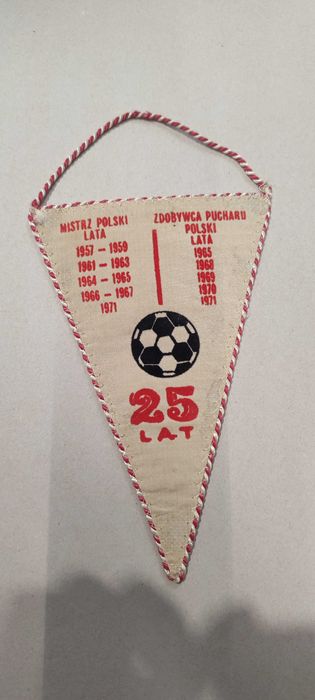 MISTRZ POLSKI
LATA
1957 – 1959
1961 – 1963
1964 – 1965
1966 – 1967
1971
ZDOBYWCA PUCHARU
POLSKI
LATA
1965
1968
1969
1970
1971
25
LAT